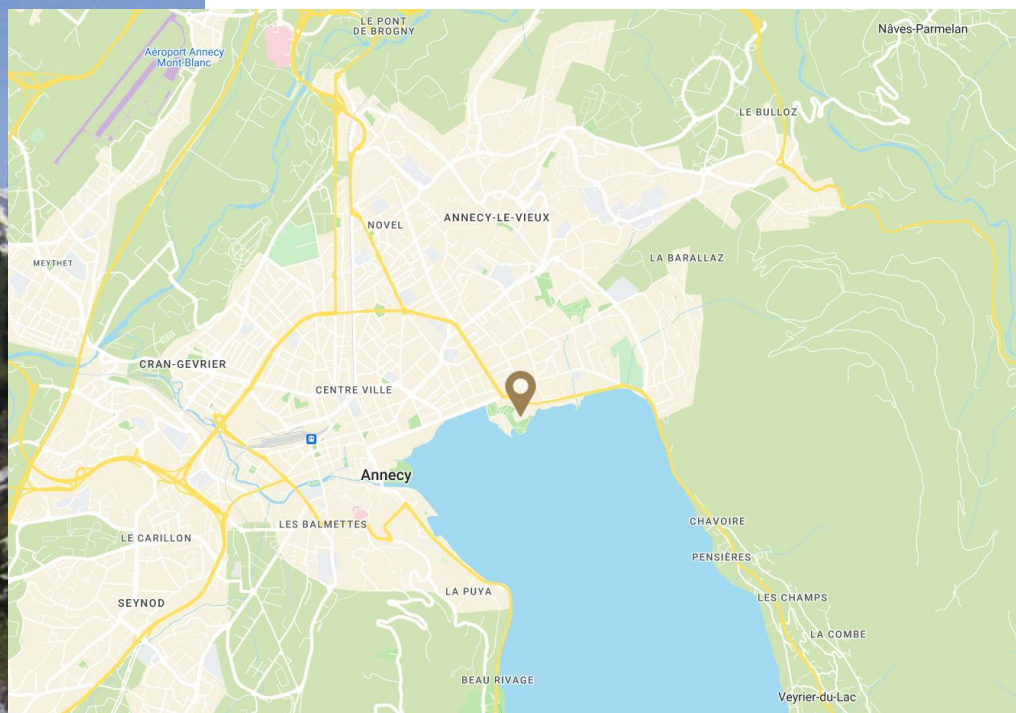 LE PONT
DE BROGNY
Nâves-Parmelan
Aéroport Annecy
Mont-Blanc
LE BULLOZ
NOVEL
ANNECY-LE-VIEUX
MEYTHET
LA BARALLAZ
CRAN-GEVRIER
CENTRE VILLE
Annecy
LES BALMETTES
CHAVOIRE
LE CARILLON
PENSIÈRES
LA PUYA
LES CHAMPS
SEYNOD
LA COMBE
BEAU RIVAGE
Veyrier-du-Lac